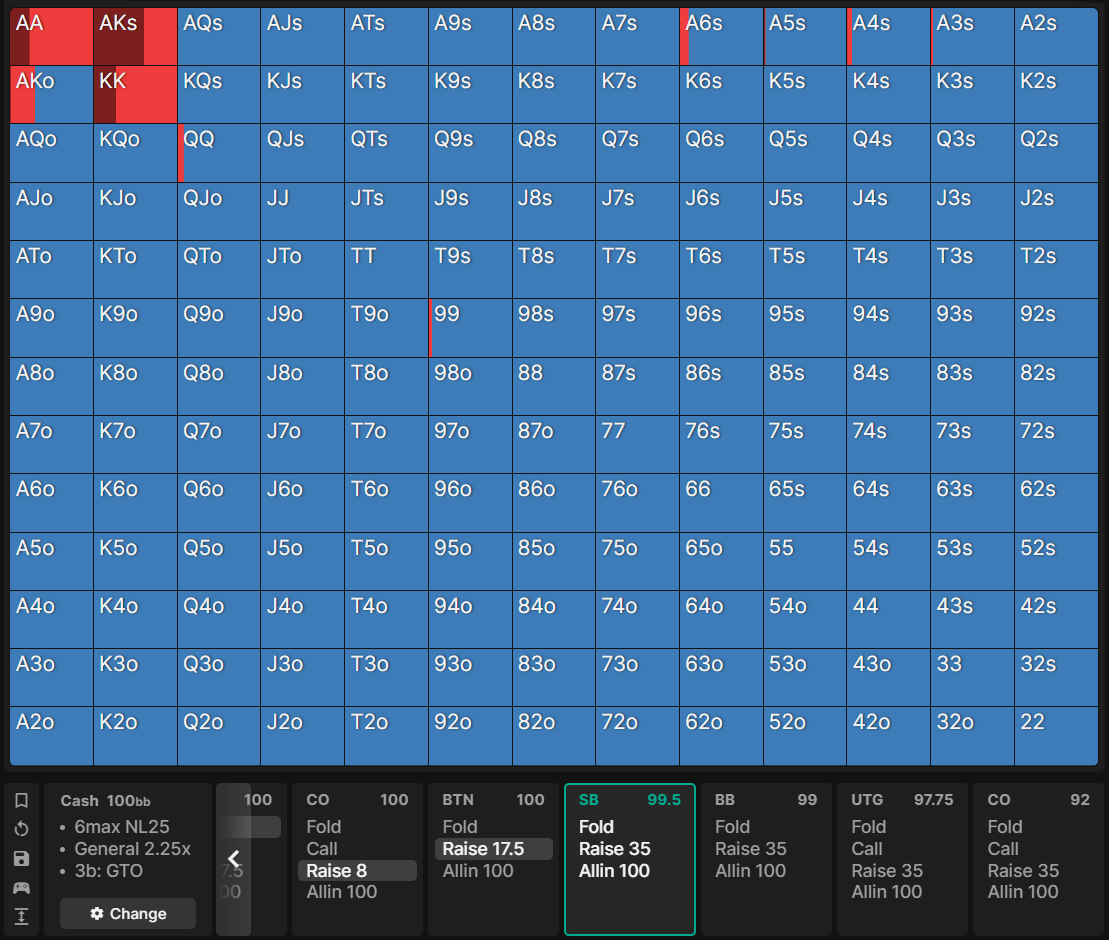 AA AKs AQs AJs ATs A9s A8s A7s A6s A5s A4s A3s A2s
AKo KK KQs KJs KTs K9s K8s K7s K6s K5s K4s K3s K2s
AQo KQo QQ QJs QTs Q9s Q8s Q7s Q6s Q5s Q4s Q3s Q2s
AJo KJo QJo JJ JTs J9s J8s J7s J6s J5s J4s J3s J2s
ATo KTo QTo JTo TT T9s T8s T7s T6s T5s T4s T3s T2s
A9o K9o Q9o J9o T9o 99 98s 97s 96s 95s 94s 93s 92s
A8o K8o Q8o J8o T8o 98o 88 87s 86s 85s 84s 83s 82s
A7o K7o Q7o J7o T7o 97o 87o 77 76s 75s 74s 73s 72s
A6o K6o Q6o J6o T6o 96o 86o 76o 66 65s 64s 63s 62s
A5o K5o Q5o J5o T5o 95o 85o 75o 65o 55 54s 53s 52s
A4o K4o Q4o J4o T4o 94o 84o 74o 64o 54o 44 43s 42s
A3o K3o Q3o J3o T3o 93o 83o 73o 63o 53o 43o 33 32s
A2o K2o Q2o J2o T2o 92o 82o 72o 62o 52o 42o 32o 22
Cash 100bb
• 6max NL25
• General 2.25x
• 3b: GTO
Change
100
7.5
00
CO 100
Fold
Call
Raise 8
Allin 100
BTN 100
Fold
Raise 17.5
Allin 100
SB 99.5
Fold
Raise 35
Allin 100
BB 99
Fold
Raise 35
Allin 100
UTG 97.75
Fold
Call
Raise 35
Allin 100
CO 92
Fold
Call
Raise 35
Allin 100